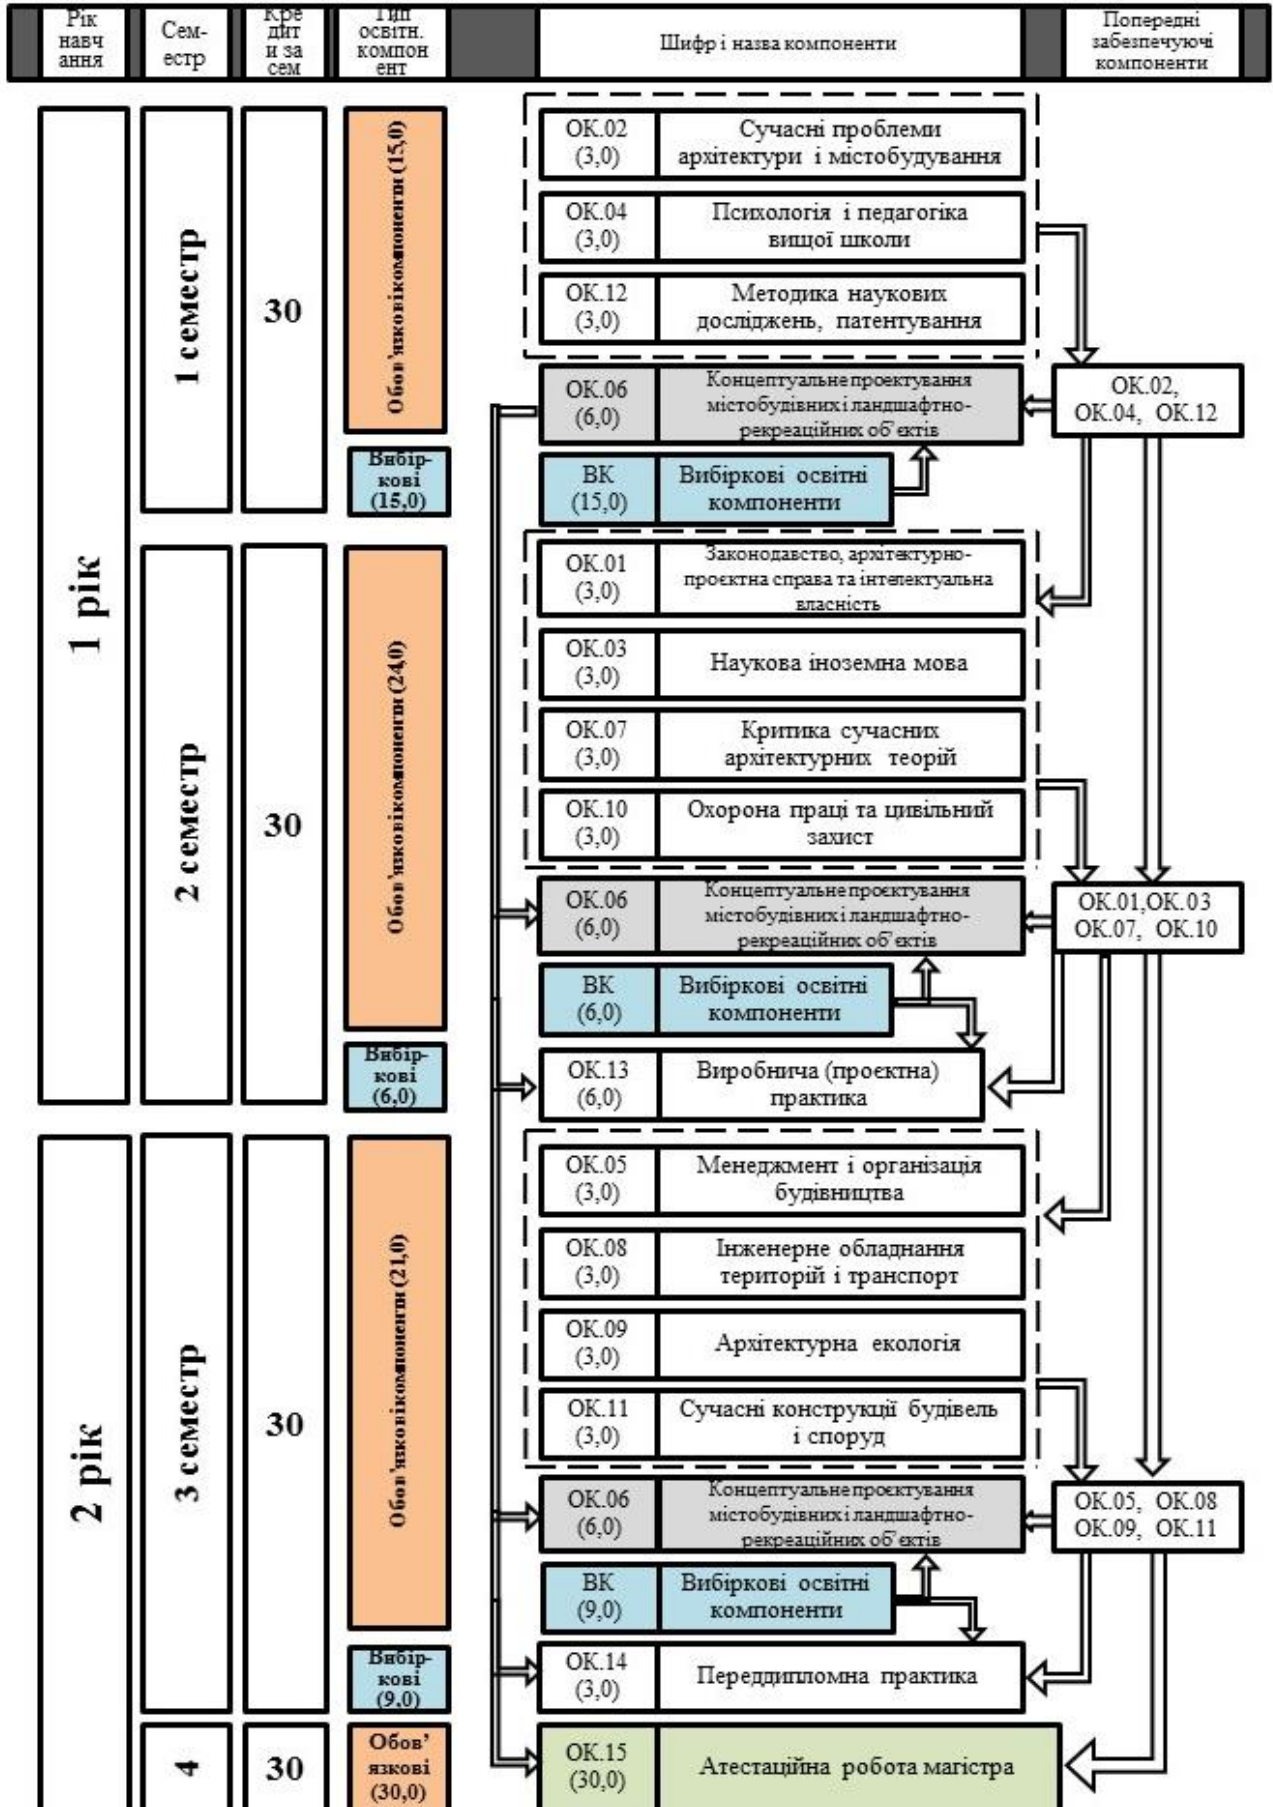 Рік
навч
ання
Сем-
естр
Кре
дит
и за
сем
Тип
освітн.
компон
ент
Шифр і назва компоненти
Попередні
забезпечуючі
компоненти
1 рік
1 семестр
30
Обов’язкові компоненти (15,0)
Вибір-
кові
(15,0)
ОК.02
(3,0)
Сучасні проблеми
архітектури і містобудування
ОК.04
(3,0)
Психологія і педагогіка
вищої школи
ОК.12
(3,0)
Методика наукових
досліджень, патентування
ОК.06
(6,0)
Концептуальне проектування
містобудівних і ландшафтно-
рекреаційних об’єктів
ОК.02,
ОК.04, ОК.12
ВК
(15,0)
Вибіркові освітні
компоненти
2 семестр
30
Обов’язкові компоненти (24,0)
Вибір-
кові
(6,0)
ОК.01
(3,0)
Законодавство, архітектурно-
проєктна справа та інтелектуальна
власність
ОК.03
(3,0)
Наукова іноземна мова
ОК.07
(3,0)
Критика сучасних
архітектурних теорій
ОК.10
(3,0)
Охорона праці та цивільний
захист
ОК.06
(6,0)
Концептуальне проєктування
містобудівних і ландшафтно-
рекреаційних об’єктів
ОК.01,ОК.03
ОК.07, ОК.10
ВК
(6,0)
Вибіркові освітні
компоненти
ОК.13
(6,0)
Виробнича (проєктна)
практика
2 рік
3 семестр
30
Обов’язкові компоненти (21,0)
Вибір-
кові
(9,0)
ОК.05
(3,0)
Менеджмент і організація
будівництва
ОК.08
(3,0)
Інженерне обладнання
територій і транспорт
ОК.09
(3,0)
Архітектурна екологія
ОК.11
(3,0)
Сучасні конструкції будівель
і споруд
ОК.06
(6,0)
Концептуальне проєктування
містобудівних і ландшафтно-
рекреаційних об’єктів
ОК.05, ОК.08
ОК.09, ОК.11
ВК
(9,0)
Вибіркові освітні
компоненти
ОК.14
(3,0)
Переддипломна практика
4
30
Обов’
язкові
(30,0)
ОК.15
(30,0)
Атестаційна робота магістра